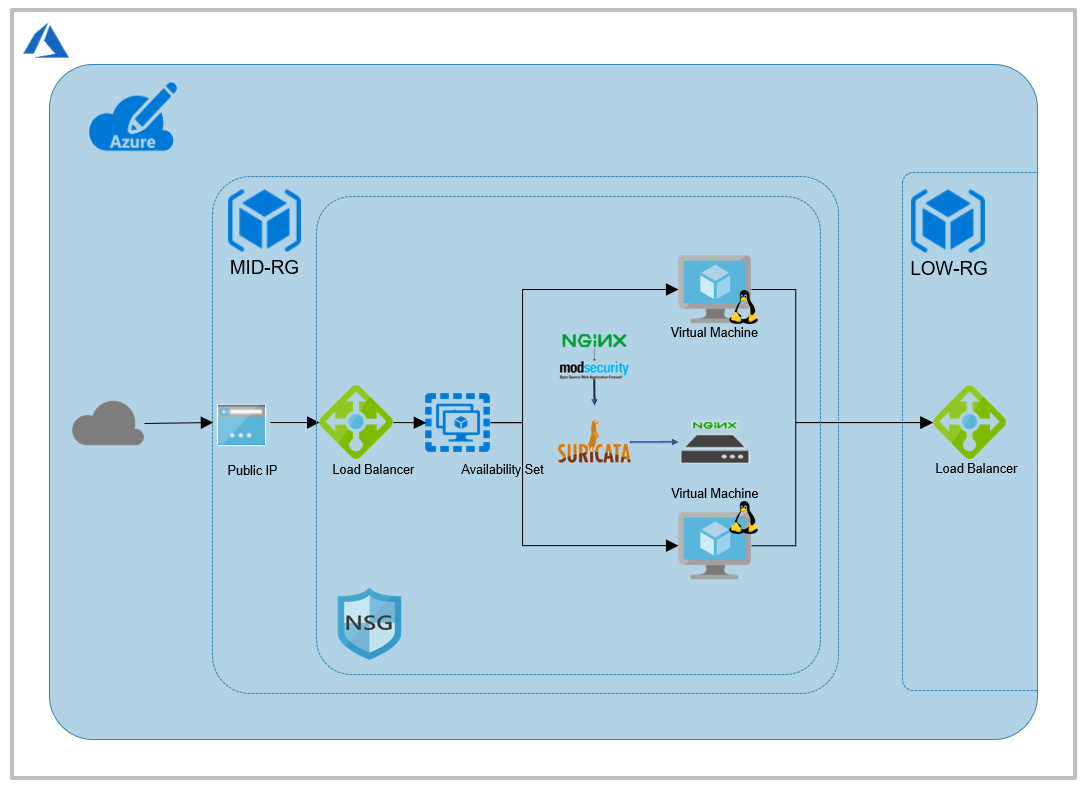 Azure
MID-RG
LOW-RG
Virtual Machine
NGINX
modsecurity
Open Source Web Application Firewall
SURICATA
NGINX
Public IP
Load Balancer
Availability Set
Load Balancer
Virtual Machine
NSG